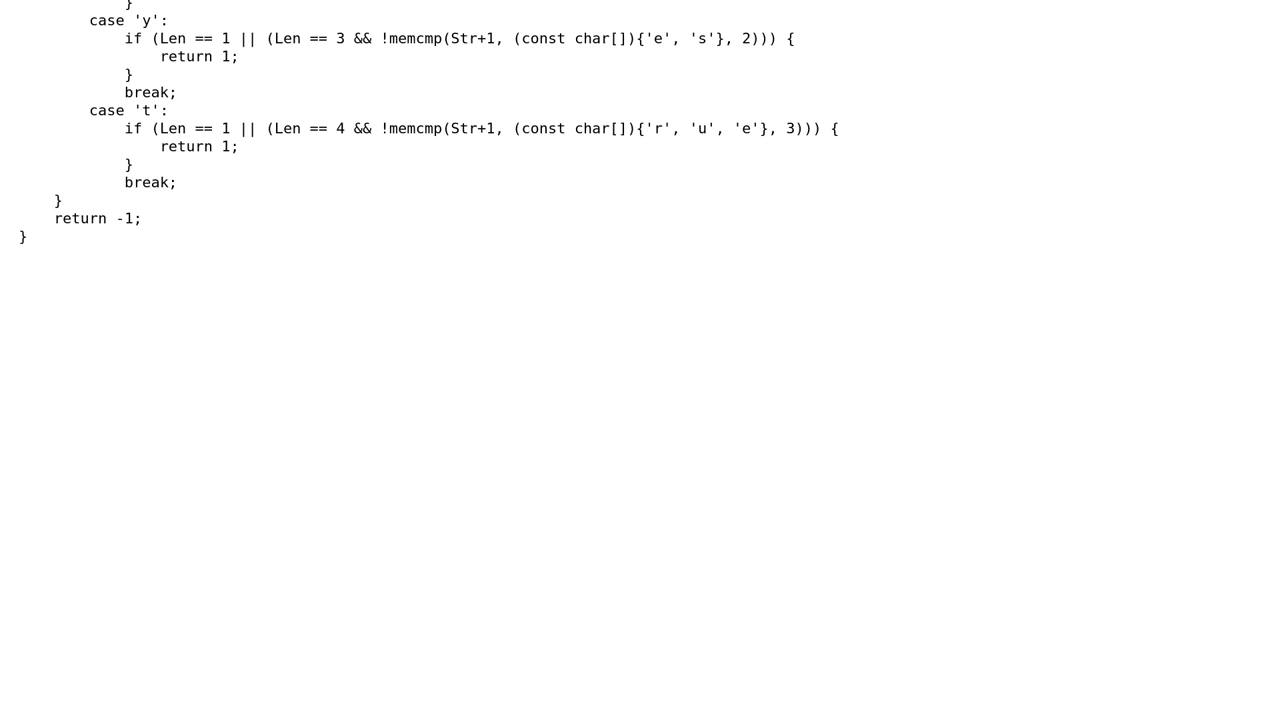 }
        case 'y':
            if (Len == 1 || (Len == 3 && !memcmp(Str+1, (const char[]){'e', 's'}, 2))) {
                return 1;
            }
            break;
        case 't':
            if (Len == 1 || (Len == 4 && !memcmp(Str+1, (const char[]){'r', 'u', 'e'}, 3))) {
                return 1;
            }
            break;
    }
    return -1;
}